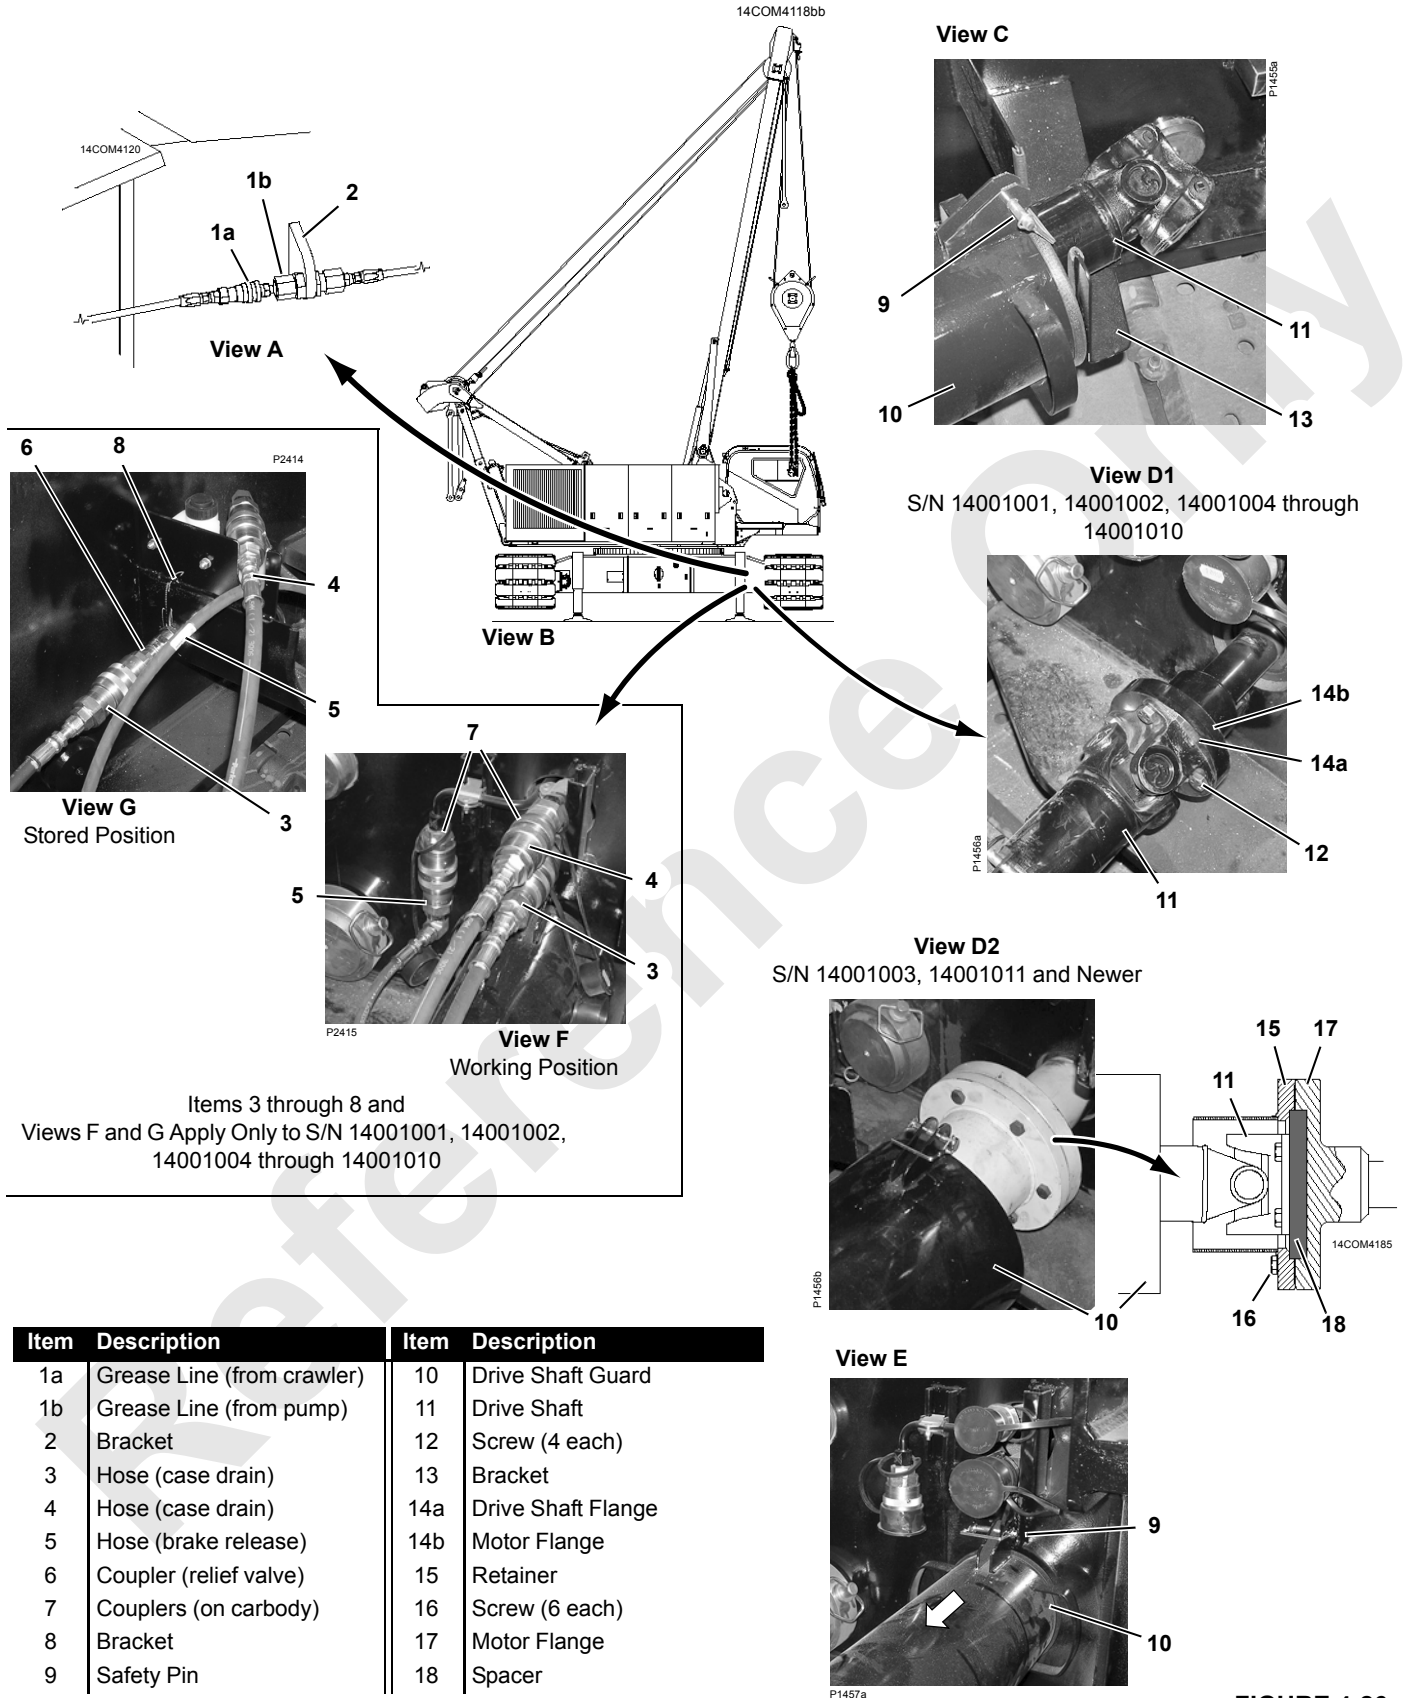 14COM4118bb
View C
P1455a
14COM4120
1b
2
1a
View A
9
11
10
13
6
8
P2414
4
5
3
View G
Stored Position
View B
View D1
S/N 14001001, 14001002, 14001004 through
14001010
14b
14a
12
11
P1456a
7
4
5
3
P2415
View F
Working Position
Items 3 through 8 and
Views F and G Apply Only to S/N 14001001, 14001002,
14001004 through 14001010
View D2
S/N 14001003, 14001011 and Newer
15
17
11
14COM4185
16
18
10
P1456b
View E
9
10
P1457a
Item Description Item Description
1a Grease Line (from crawler) 10 Drive Shaft Guard
1b Grease Line (from pump) 11 Drive Shaft
2 Bracket 12 Screw (4 each)
3 Hose (case drain) 13 Bracket
4 Hose (case drain) 14a Drive Shaft Flange
5 Hose (brake release) 14b Motor Flange
6 Coupler (relief valve) 15 Retainer
7 Couplers (on carbody) 16 Screw (6 each)
8 Bracket 17 Motor Flange
9 Safety Pin 18 Spacer
Reference Only